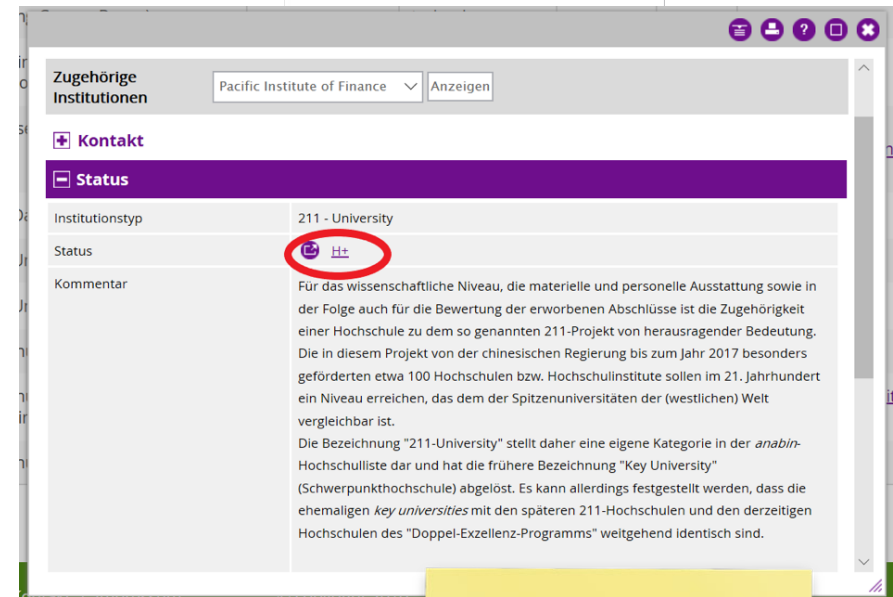 Zugehörige
Institutionen
Pacific Institute of Finance
Anzeigen
Kontakt
Status
Institutionstyp
211 - University
Status
H+
Kommentar
Für das wissenschaftliche Niveau, die materielle und personelle Ausstattung sowie in
der Folge auch für die Bewertung der erworbenen Abschlüsse ist die Zugehörigkeit
einer Hochschule zu dem so genannten 211-Projekt von herausragender Bedeutung.
Die in diesem Projekt von der chinesischen Regierung bis zum Jahr 2017 besonders
geförderten etwa 100 Hochschulen bzw. Hochschulinstitute sollen im 21. Jahrhundert
ein Niveau erreichen, das dem der Spitzenuniversitäten der (westlichen) Welt
vergleichbar ist.
Die Bezeichnung "211-University" stellt daher eine eigene Kategorie in der anabin-
Hochschulliste dar und hat die frühere Bezeichnung "Key University"
(Schwerpunkthochschule) abgelöst. Es kann allerdings festgestellt werden, dass die
ehemaligen key universities mit den späteren 211-Hochschulen und den derzeitigen
Hochschulen des "Doppel-Exzellenz-Programms" weitgehend identisch sind.